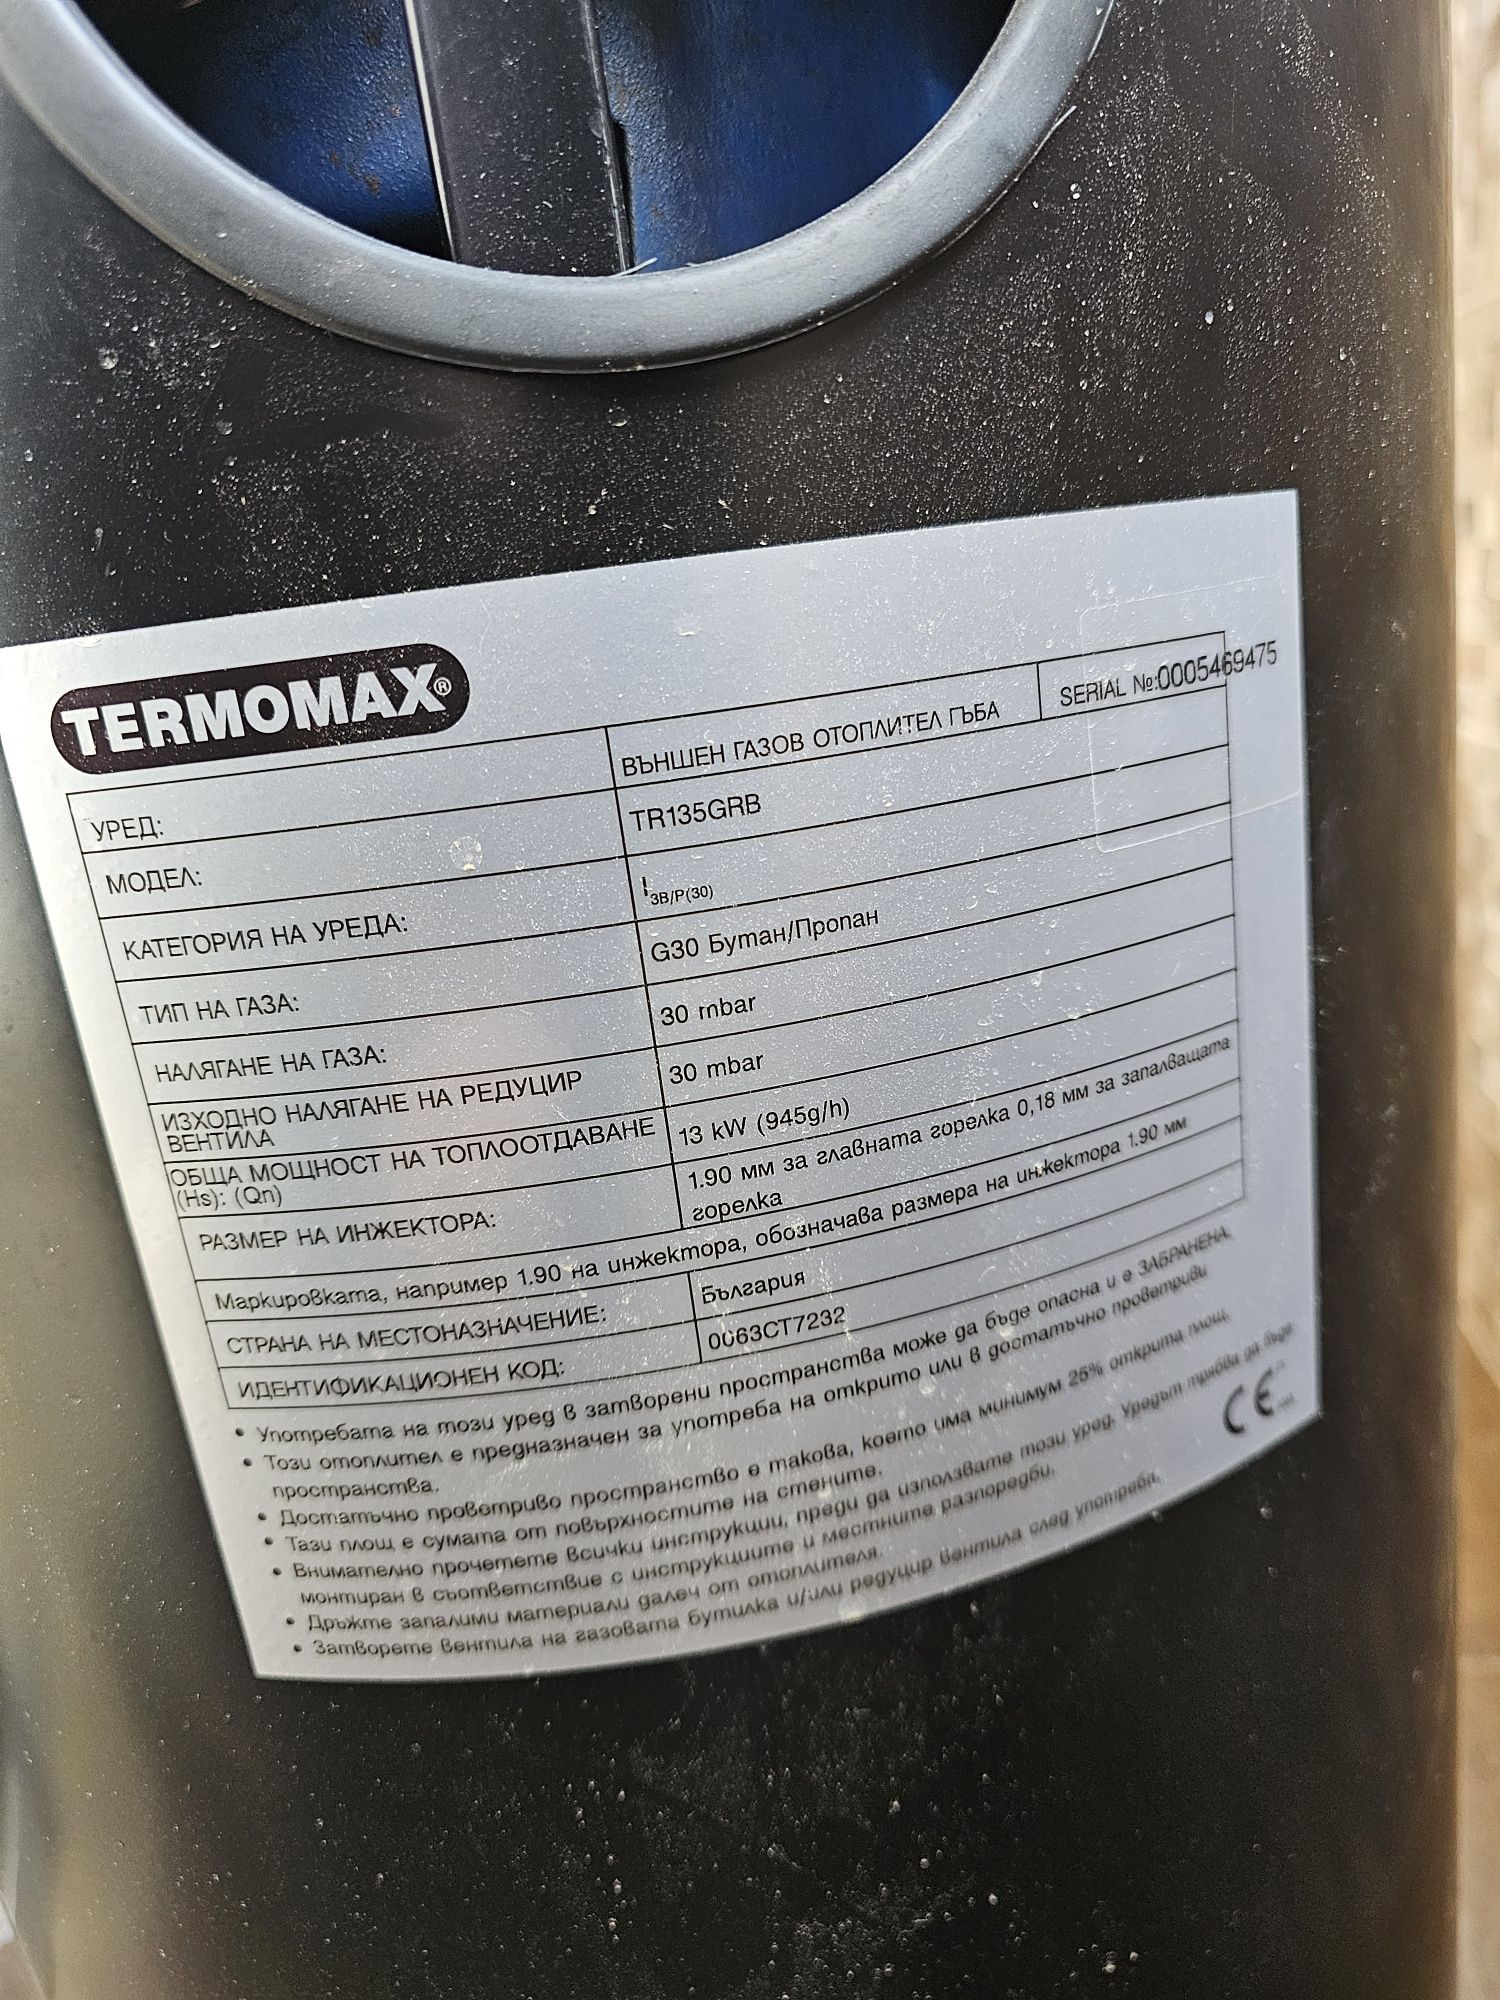 TERMOMAX®
УРЕД: ВЪНШЕН ГАЗОВ ОТОПЛИТЕЛ ГЪБА SERIAL №:0005469475
МОДЕЛ: TR135GRB
КАТЕГОРИЯ НА УРЕДА: I3B/P(30)
ТИП НА ГАЗА: G30 Бутан/Пропан
НАЛЯГАНЕ НА ГАЗА: 30 mbar
ИЗХОДНО НАЛЯГАНЕ НА РЕДУЦИР 30 mbar
ВЕНТИЛА
ОБЩА МОЩНОСТ НА ТОПЛООТДАВАНЕ 13 kW (945g/h)
(Hs): (Qn)
РАЗМЕР НА ИНЖЕКТОРА: 1.90 мм за главната горелка 0,18 мм за запалващата
горелка
Маркировката, например 1.90 на инжектора, обозначава размера на инжектора 1.90 мм
СТРАНА НА МЕСТОНАЗНАЧЕНИЕ: България
ИДЕНТИФИКАЦИОНЕН КОД: 0063CT7232
• Употребата на този уред в затворени пространства може да бъде опасна и е ЗАБРАНЕНА.
• Този отоплител е предназначен за употреба на открито или в достатъчно проветриви
пространства.
• Достатъчно проветриво пространство е такова, което има минимум 25% открита площ.
• Тази площ е сумата от повърхностите на стените.
• Внимателно прочетете всички инструкции, преди да използвате този уред. Уредът трябва да бъде
монтиран в съответствие с инструкциите и местните разпоредби.
• Дръжте запалими материали далеч от отоплителя.
• Затворете вентила на газовата бутилка и/или редуцир вентила след употреба.
CE